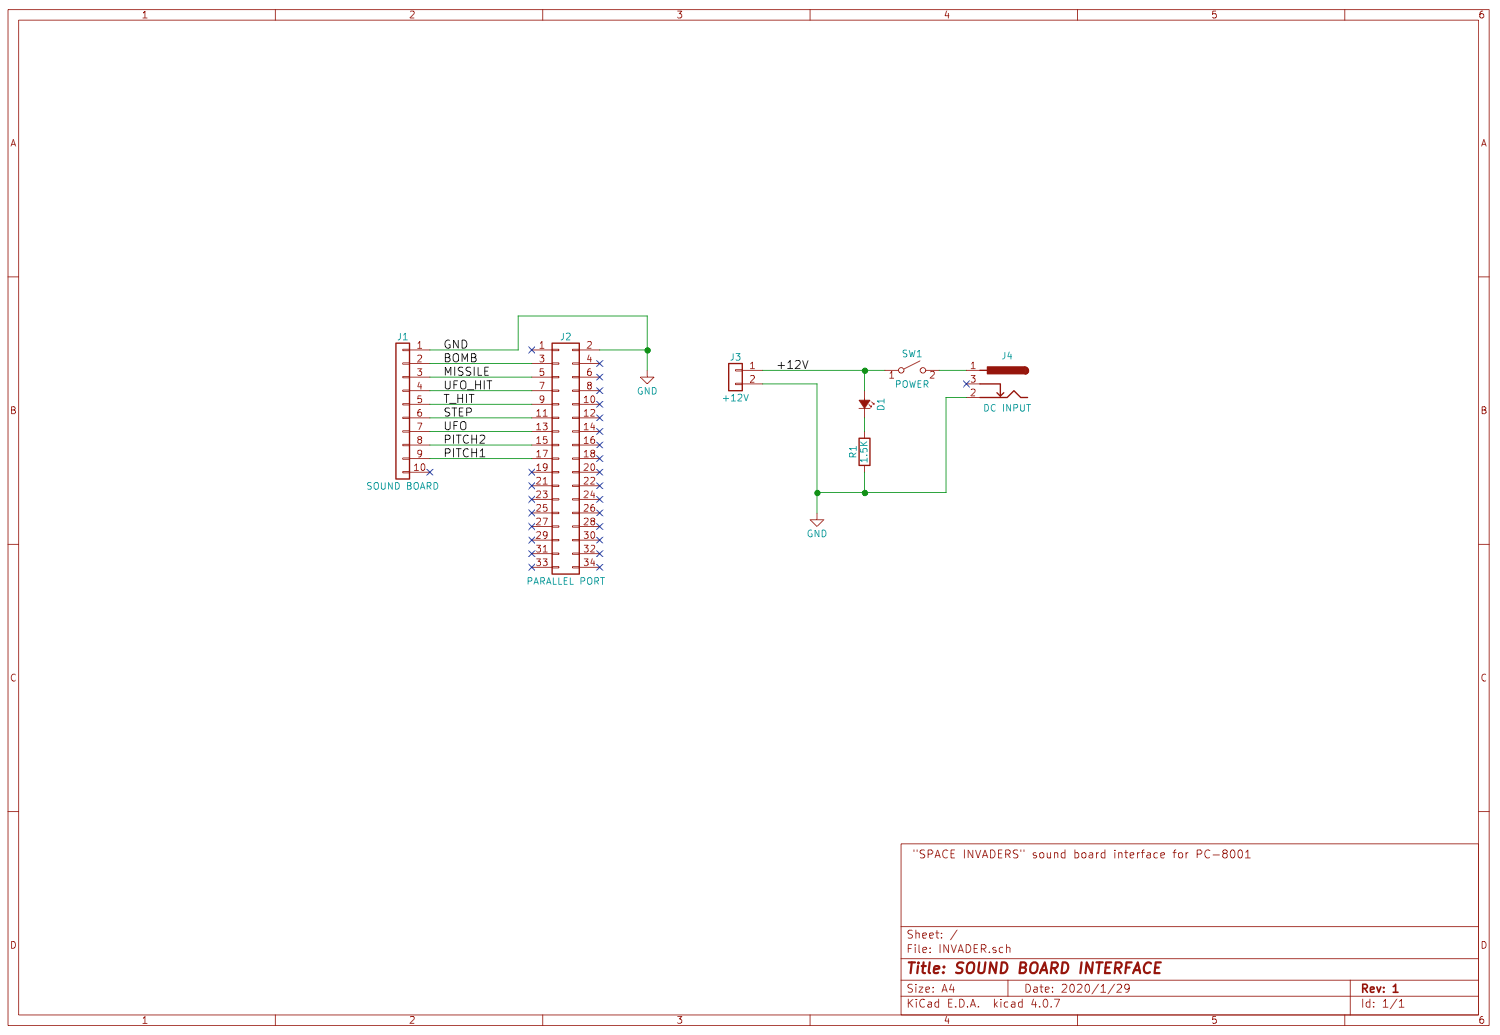 1 2 3 4 5 6
A A
J1
1 GND
2 BOMB
3 MISSILE
4 UFO_HIT
5 T_HIT
6 STEP
7 UFO
8 PITCH2
9 PITCH1
10
SOUND BOARD
J2
1 2
3 4
5 6
7 8
9 10
11 12
13 14
15 16
17 18
19 20
21 22
23 24
25 26
27 28
29 30
31 32
33 34
PARALLEL PORT
GND
J3
1 +12V
2
+12V
SW1
1 2
POWER
D1
R1
1.5K
GND
J4
1
3
2
DC INPUT
B B
C C
"SPACE INVADERS" sound board interface for PC-8001
Sheet: /
File: INVADER.sch
Title: SOUND BOARD INTERFACE
Size: A4 Date: 2020/1/29 Rev: 1
KiCad E.D.A. kicad 4.0.7 Id: 1/1
D D
1 2 3 4 5 6